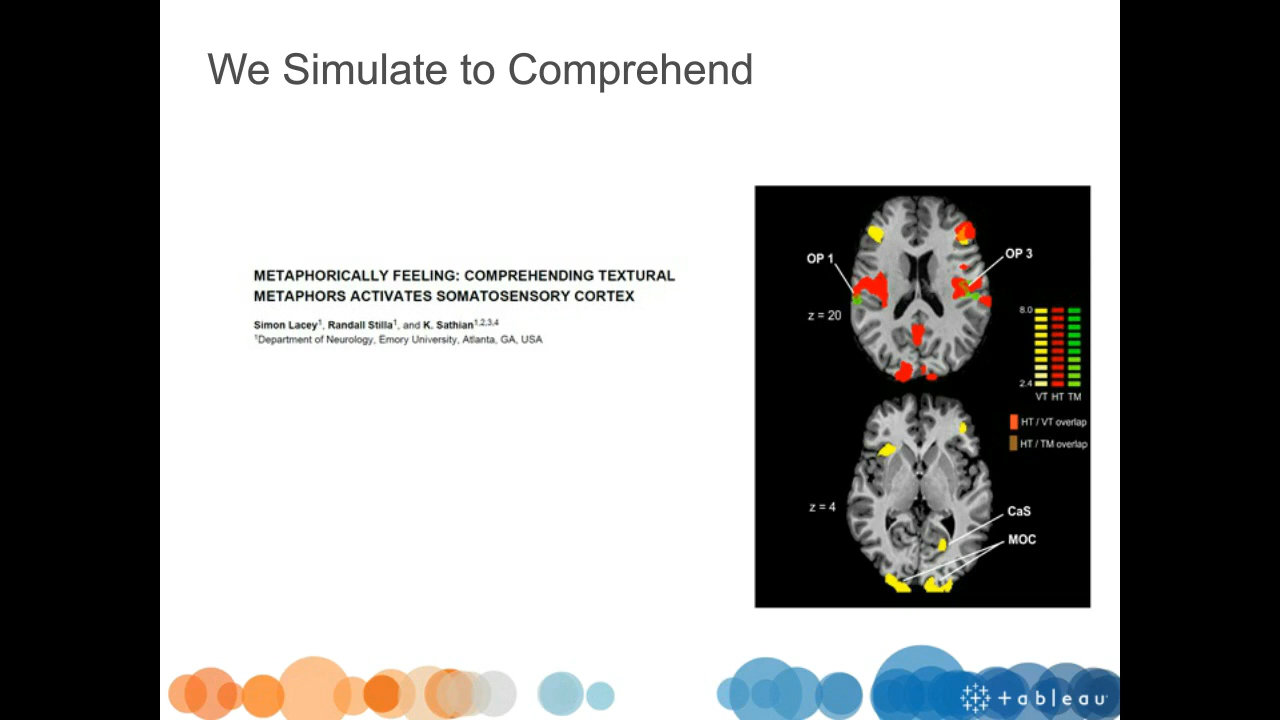 We Simulate to Comprehend
METAPHORICALLY FEELING: COMPREHENDING TEXTURAL
METAPHORS ACTIVATES SOMATOSENSORY CORTEX
Simon Lacey¹, Randall Stilla¹, and K. Sathian¹,²,³,⁴
¹Department of Neurology, Emory University, Atlanta, GA, USA
OP 1
OP 3
z = 20
8.0
2.4
VT HT TM
HT / VT overlap
HT / TM overlap
z = 4
CaS
MOC
+ableau